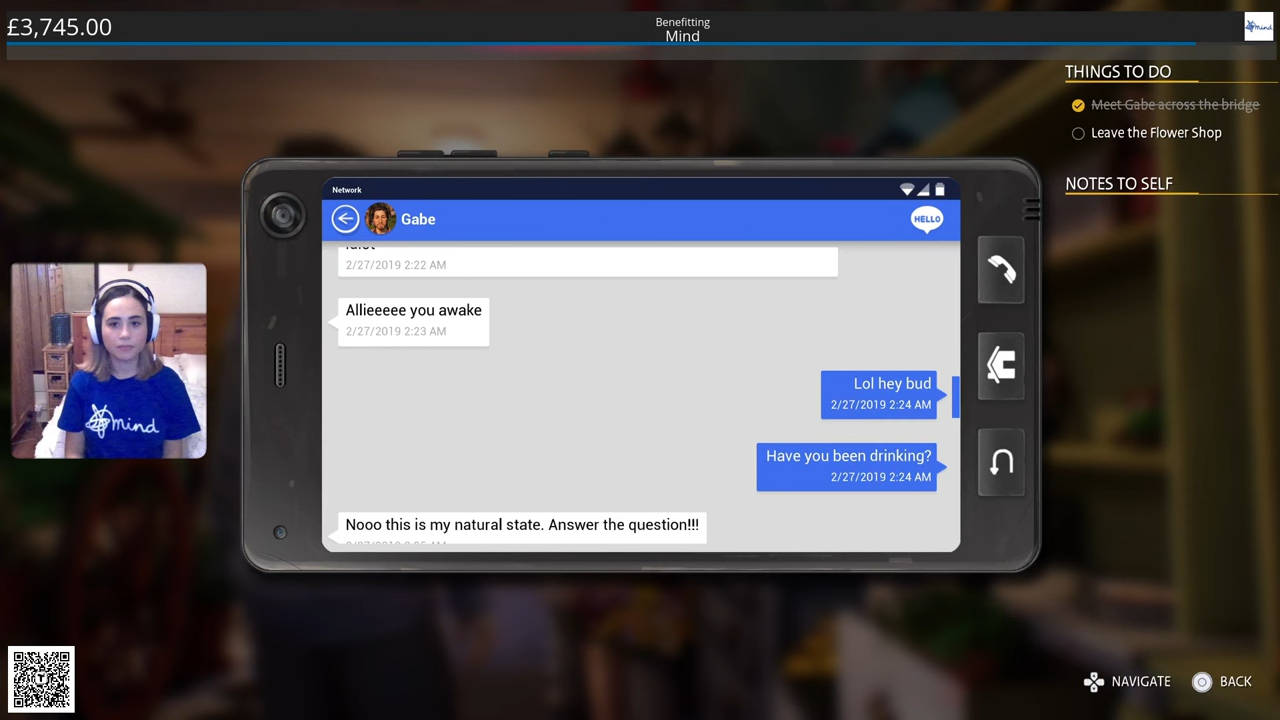 £3,745.00
Benefitting
Mind
mind
THINGS TO DO
Meet Gabe across the bridge
Leave the Flower Shop
NOTES TO SELF
Network
Gabe
HELLO
2/27/2019 2:22 AM
Allieeeee you awake
2/27/2019 2:23 AM
Lol hey bud
2/27/2019 2:24 AM
Have you been drinking?
2/27/2019 2:24 AM
Nooo this is my natural state. Answer the question!!!
mind
NAVIGATE
BACK